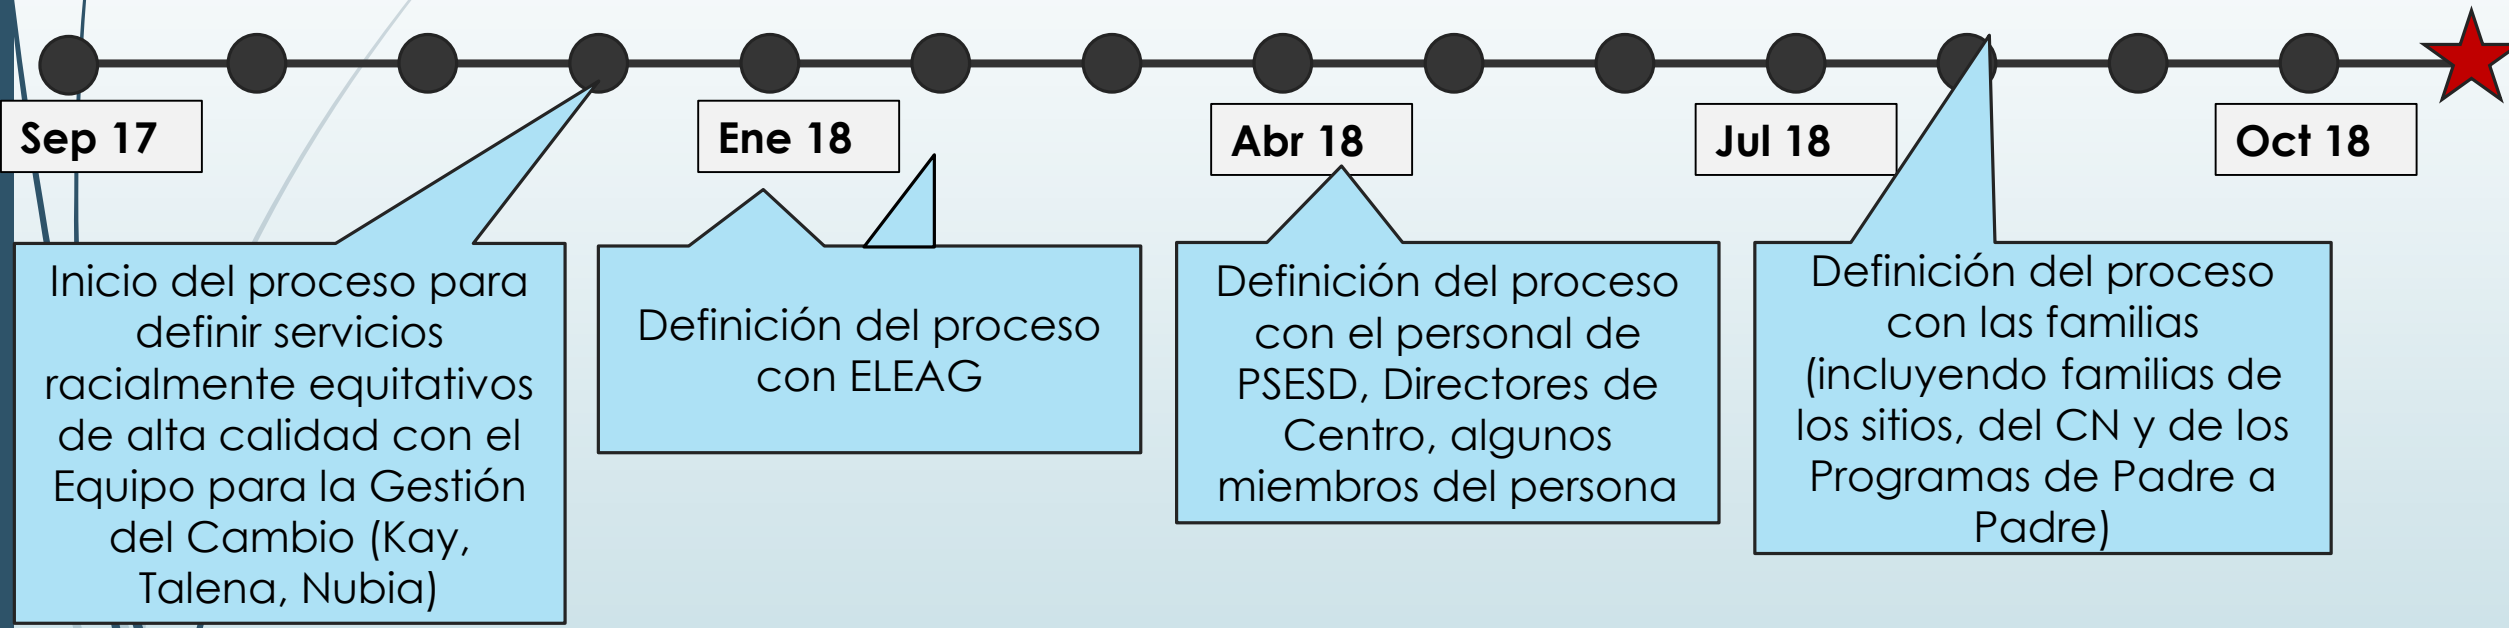 Sep 17
Ene 18
Abr 18
Jul 18
Oct 18
Inicio del proceso para
definir servicios
racialmente equitativos
de alta calidad con el
Equipo para la Gestión
del Cambio (Kay,
Talena, Nubia)
Definición del proceso
con ELEAG
Definición del proceso
con el personal de
PSESD, Directores de
Centro, algunos
miembros del persona
Definición del proceso
con las familias
(incluyendo familias de
los sitios, del CN y de los
Programas de Padre a
Padre)